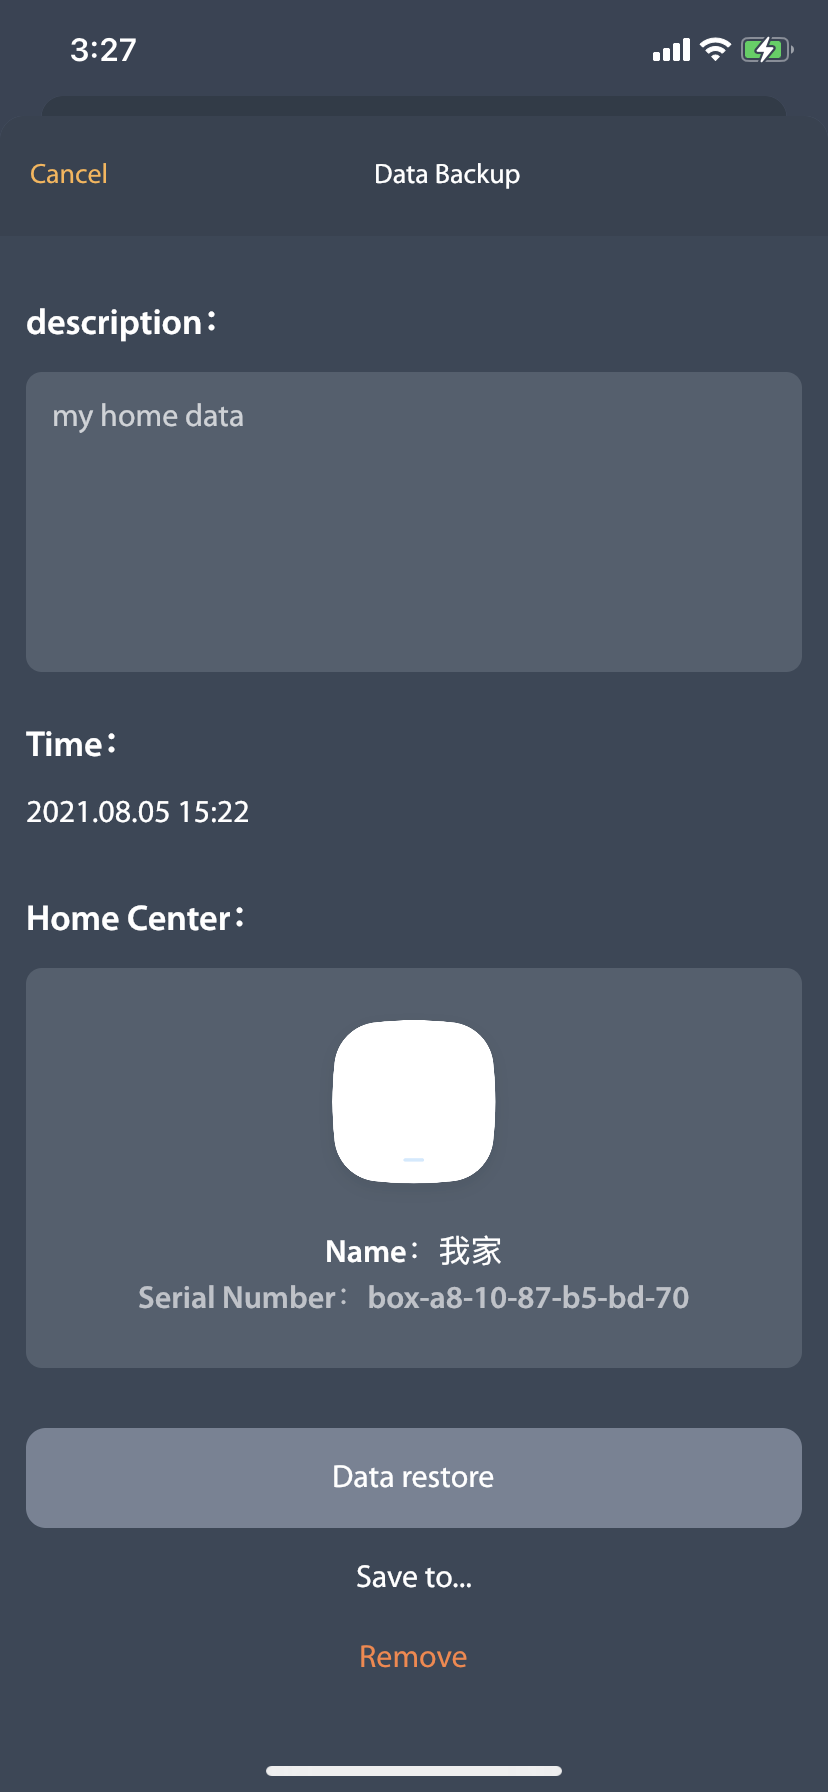 3:27
Cancel
Data Backup
description：
my home data
Time：
2021.08.05 15:22
Home Center：
Name： 我家
Serial Number： box-a8-10-87-b5-bd-70
Data restore
Save to...
Remove